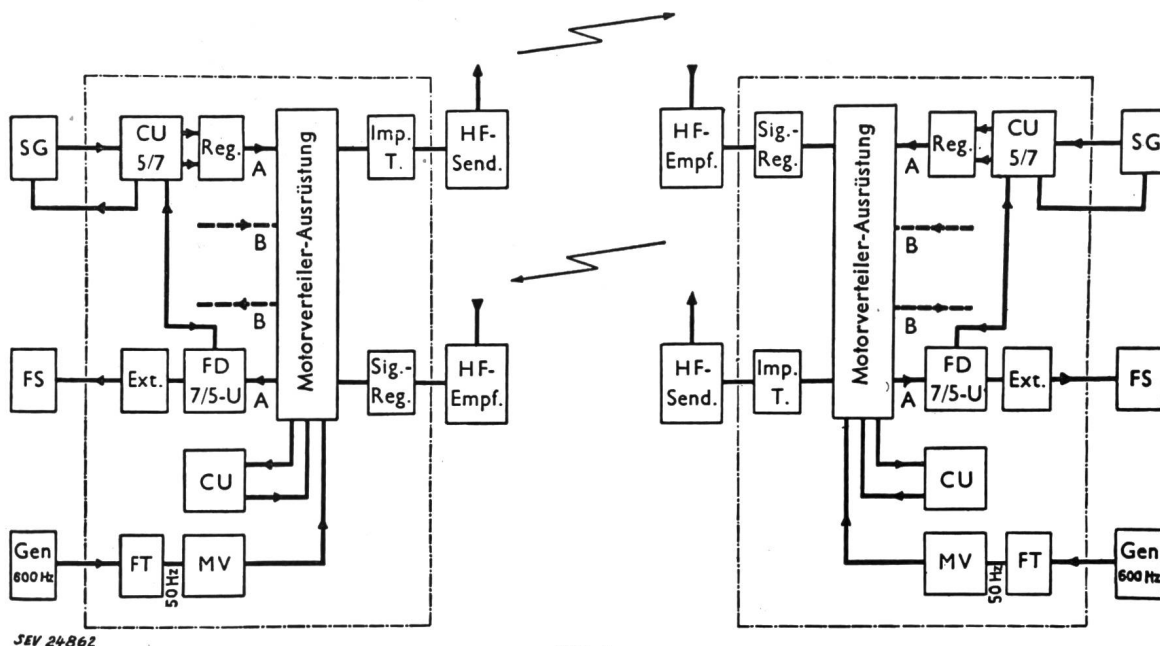 SG
CU
5/7
Reg.
A
B
B
FS
Ext.
FD
7/5-U
A
CU
Gen
600 Hz
FT
50 Hz
MV
Motorverteiler-Ausrüstung
Imp.
T.
HF-
Send.
Sig.-
Reg.
HF-
Empf.
HF-
Empf.
Sig.-
Reg.
HF-
Send.
Imp.
T.
Motorverteiler-Ausrüstung
A
Reg.
CU
5/7
SG
B
B
A
FD
7/5-U
Ext.
FS
CU
MV
50 Hz
FT
Gen
600 Hz
SEV 24862